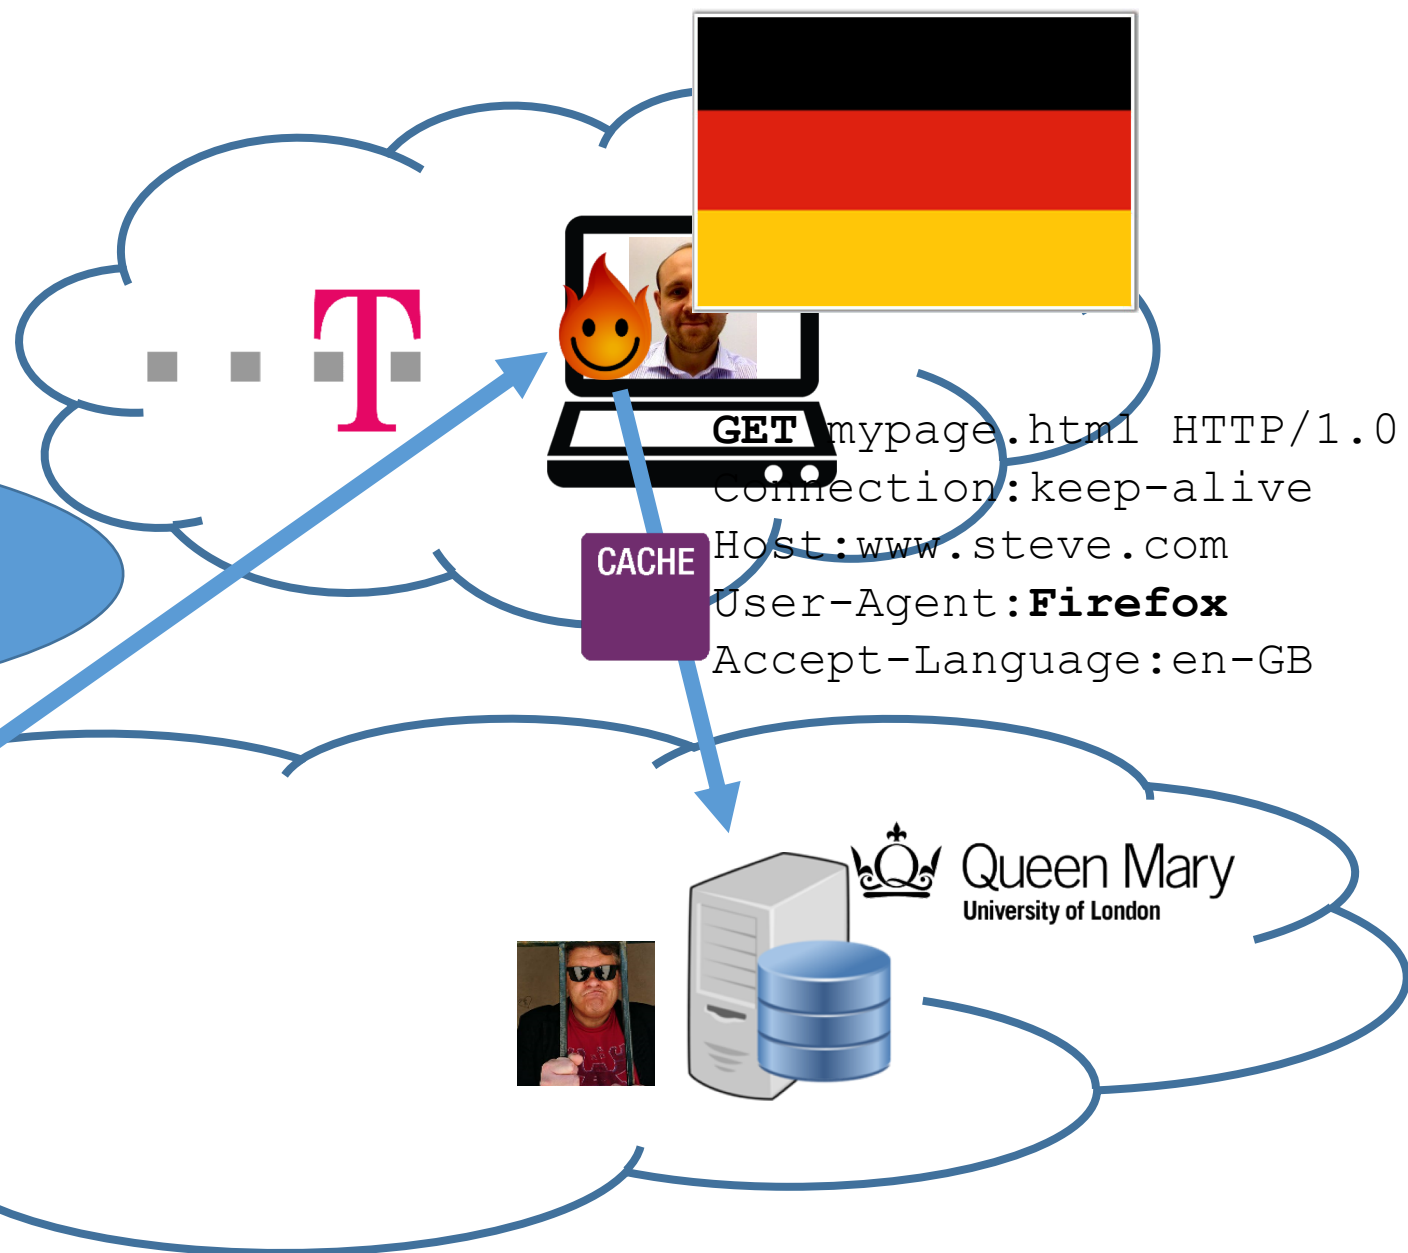 T
GET mypage.html HTTP/1.0
Connection:keep-alive
Host:www.steve.com
CACHE
User-Agent:Firefox
Accept-Language:en-GB
Queen Mary
University of London